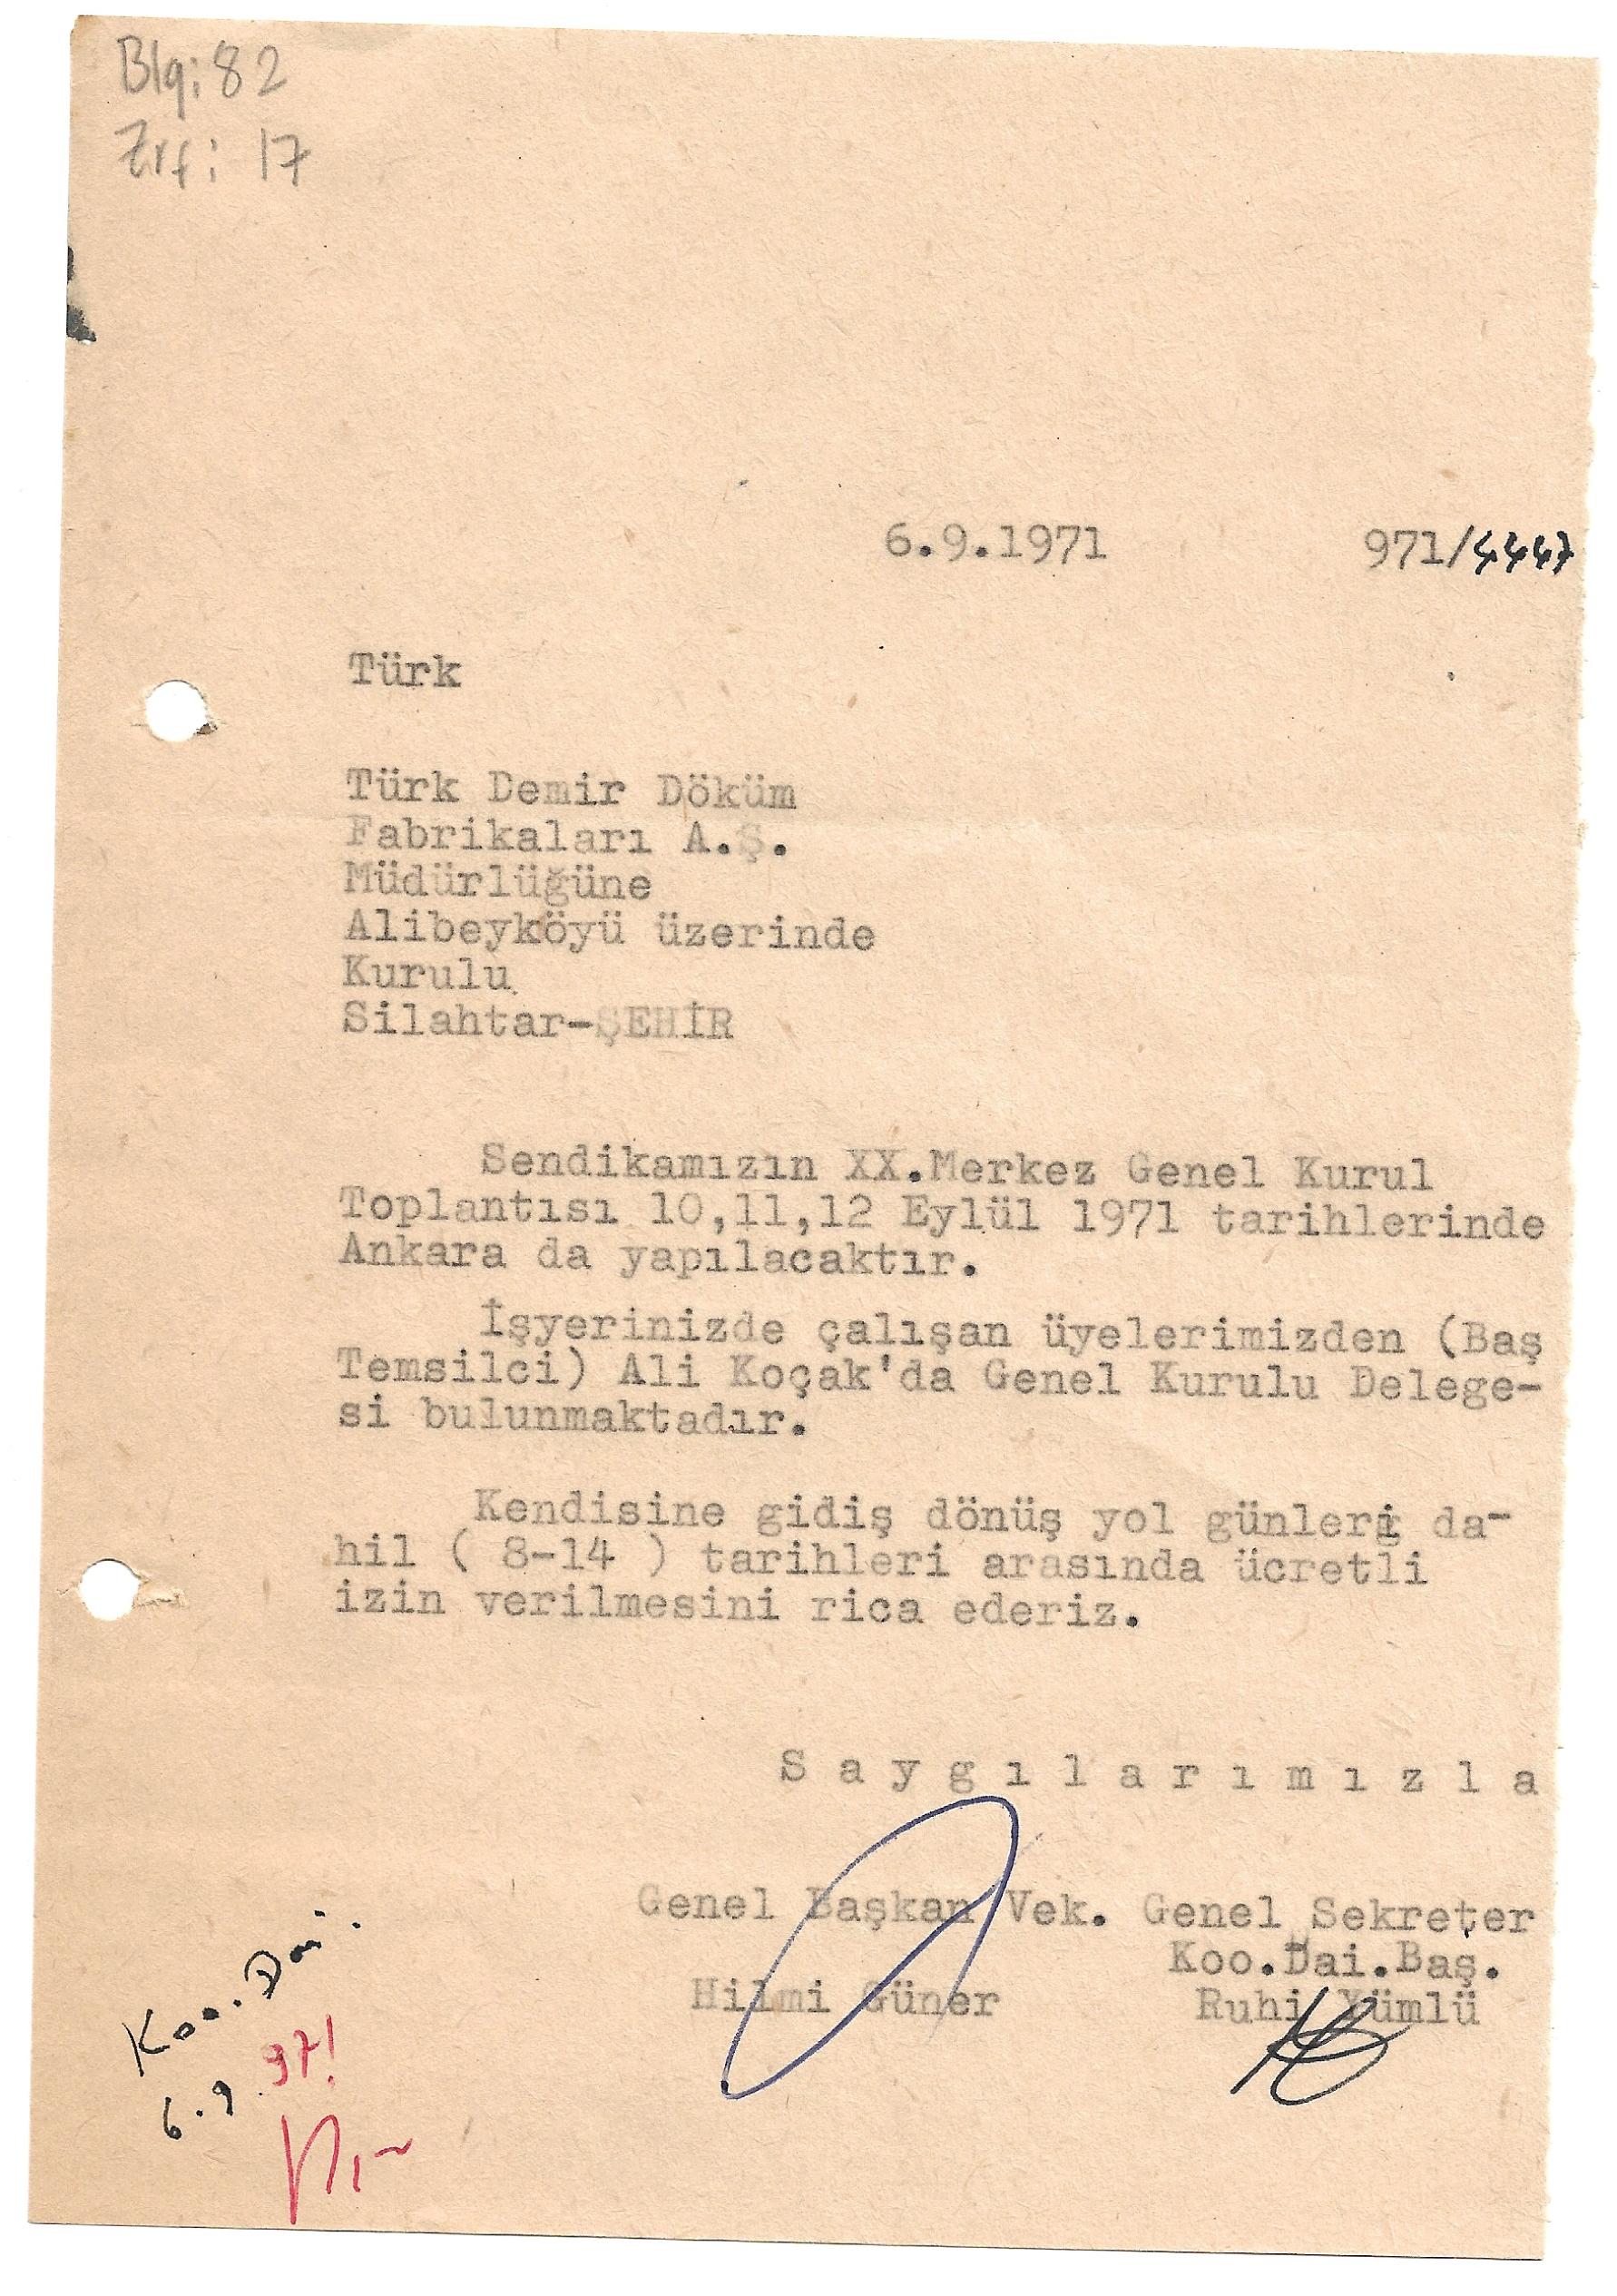 Blg: 82
Zrf: 17
6.9.1971 971/4447
Türk
Türk Demir Döküm
Fabrikaları A.Ş.
Müdürlüğüne
Alibeyköyü üzerinde
Kurulu
Silahtar-ŞEHİR
Sendikamızın XX.Merkez Genel Kurul
Toplantısı 10,11,12 Eylül 1971 tarihlerinde
Ankara da yapılacaktır.
İşyerinizde çalışan üyelerimizden (Baş
Temsilci) Ali Koçak'da Genel Kurulu Delege-
si bulunmaktadır.
Kendisine gidiş dönüş yol günleri da-
hil ( 8-14 ) tarihleri arasında ücretli
izin verilmesini rica ederiz.
S a y g ı l a r ı m ı z l a
Genel Başkan Vek. Genel Sekreter
Koo.Dai.Baş.
Hilmi Güner Ruhi Yümlü
Koo. Dai.
6.9.971